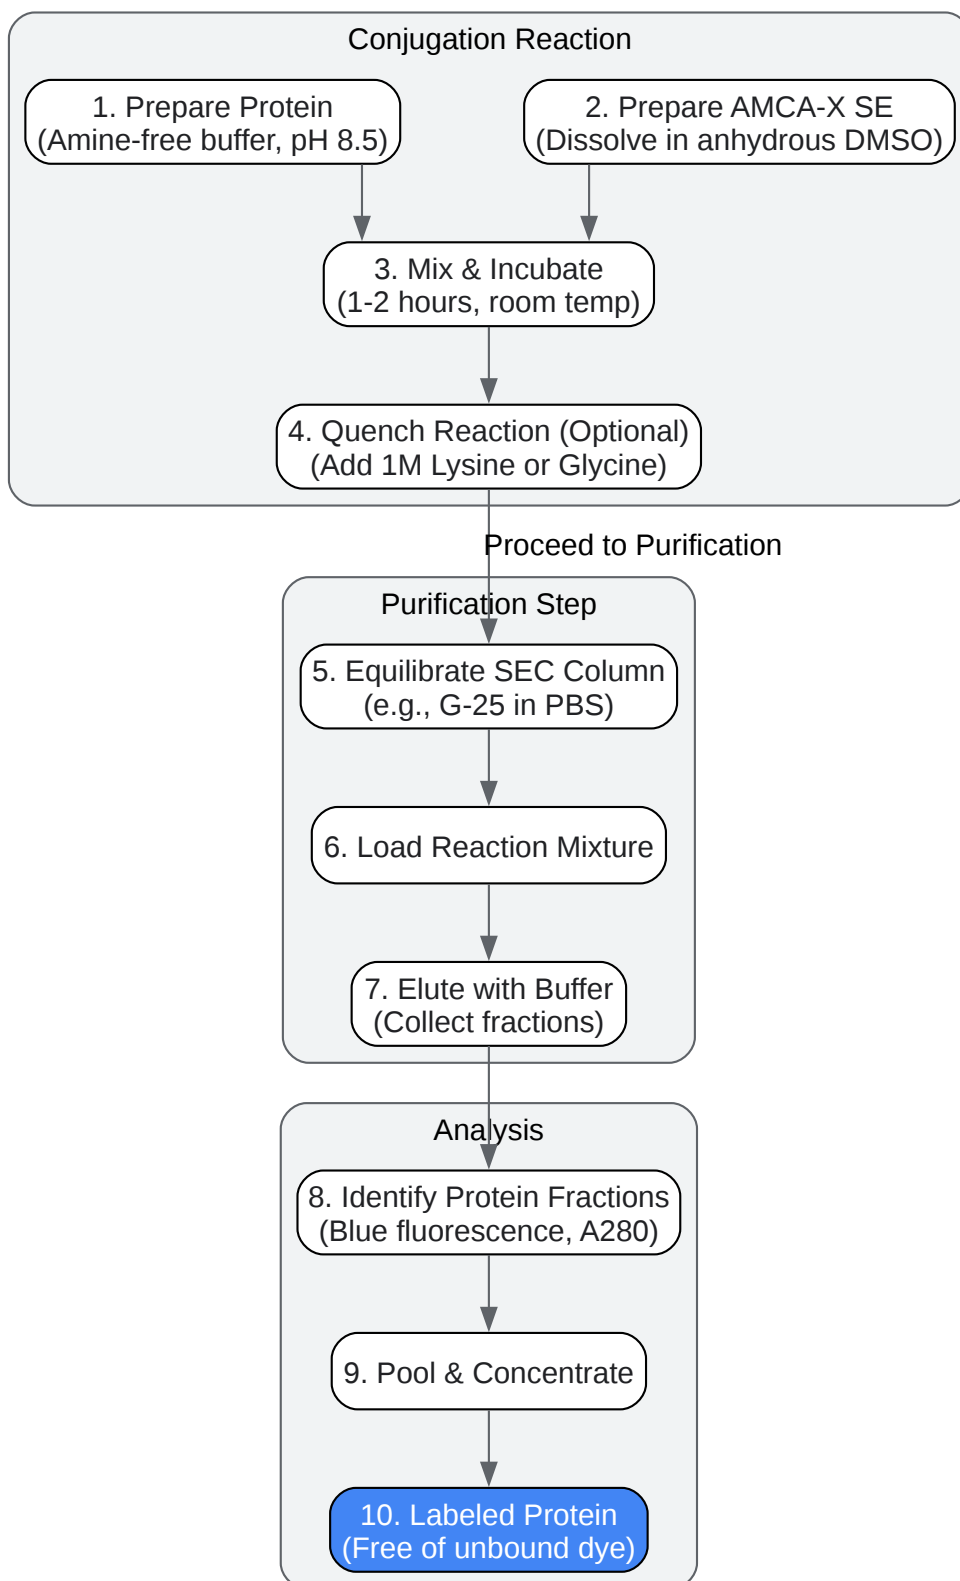 Conjugation Reaction
1. Prepare Protein
(Amine-free buffer, pH 8.5)
2. Prepare AMCA-X SE
(Dissolve in anhydrous DMSO)
3. Mix & Incubate
(1-2 hours, room temp)
4. Quench Reaction (Optional)
(Add 1M Lysine or Glycine)
Proceed to Purification
Purification Step
5. Equilibrate SEC Column
(e.g., G-25 in PBS)
6. Load Reaction Mixture
7. Elute with Buffer
(Collect fractions)
Analysis
8. Identify Protein Fractions
(Blue fluorescence, A280)
9. Pool & Concentrate
10. Labeled Protein
(Free of unbound dye)